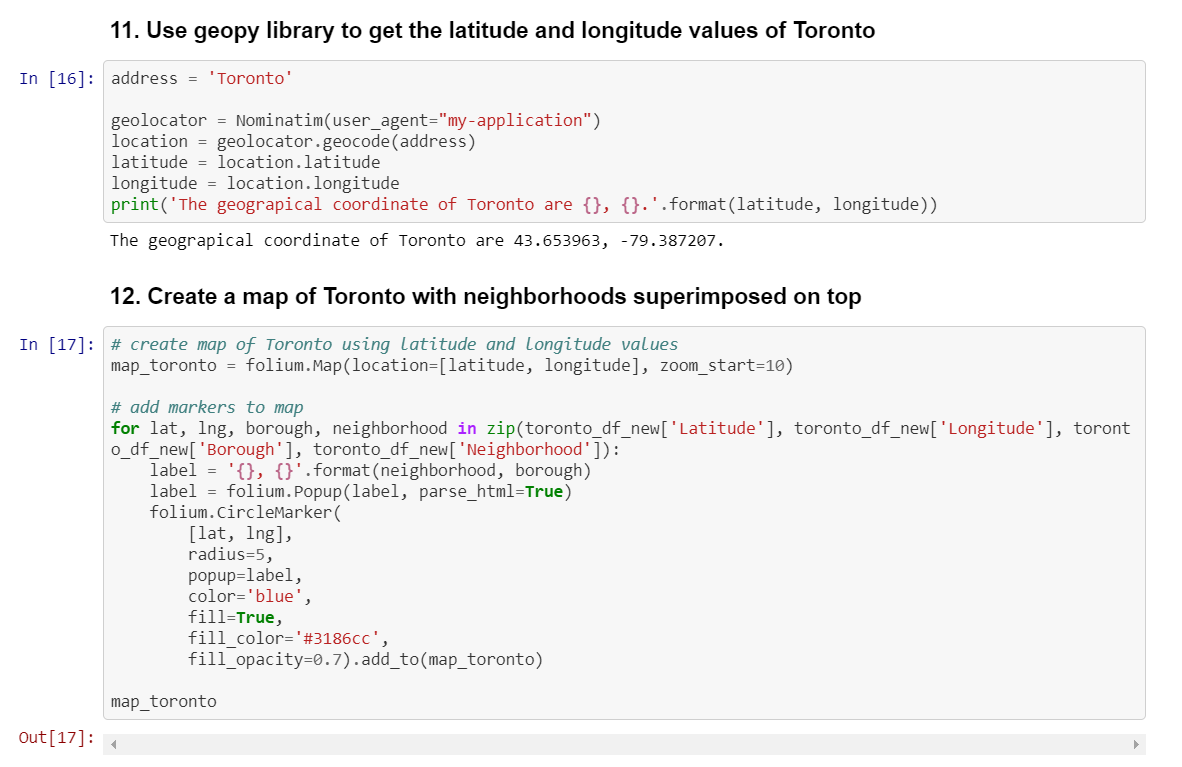 11. Use geopy library to get the latitude and longitude values of Toronto
In [16]: address = 'Toronto'
geolocator = Nominatim(user_agent="my-application")
location = geolocator.geocode(address)
latitude = location.latitude
longitude = location.longitude
print('The geograpical coordinate of Toronto are {}, {}.'.format(latitude, longitude))
The geograpical coordinate of Toronto are 43.653963, -79.387207.
12. Create a map of Toronto with neighborhoods superimposed on top
In [17]: # create map of Toronto using latitude and longitude values
map_toronto = folium.Map(location=[latitude, longitude], zoom_start=10)
# add markers to map
for lat, lng, borough, neighborhood in zip(toronto_df_new['Latitude'], toronto_df_new['Longitude'], toront
o_df_new['Borough'], toronto_df_new['Neighborhood']):
    label = '{}, {}'.format(neighborhood, borough)
    label = folium.Popup(label, parse_html=True)
    folium.CircleMarker(
        [lat, lng],
        radius=5,
        popup=label,
        color='blue',
        fill=True,
        fill_color='#3186cc',
        fill_opacity=0.7).add_to(map_toronto)
map_toronto
Out[17]: